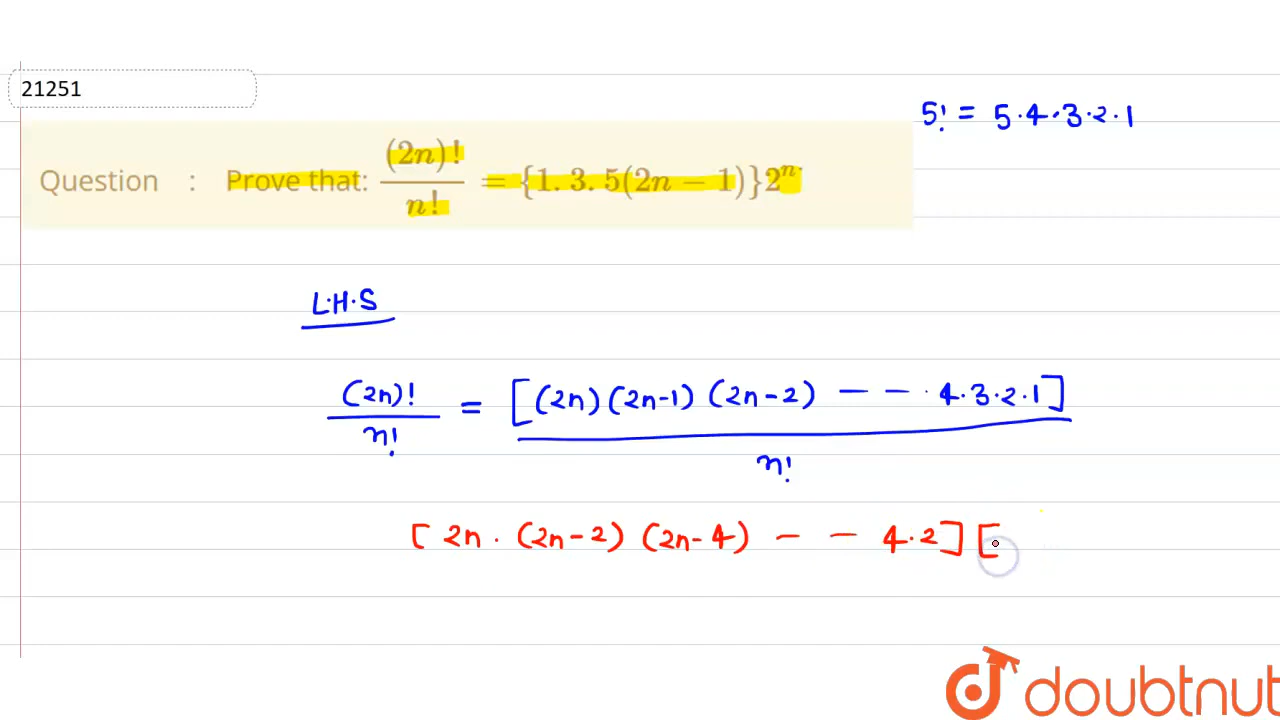 21251
5! = 5·4·3·2·1
Question : Prove that: (2n)!/n! = {1.3.5(2n − 1)}2^n.
L.H.S
(2n)!/n! = [(2n)(2n-1)(2n-2) – – · 4·3·2·1]/n!
[2n·(2n-2)(2n-4) – – 4·2][
doubtnut